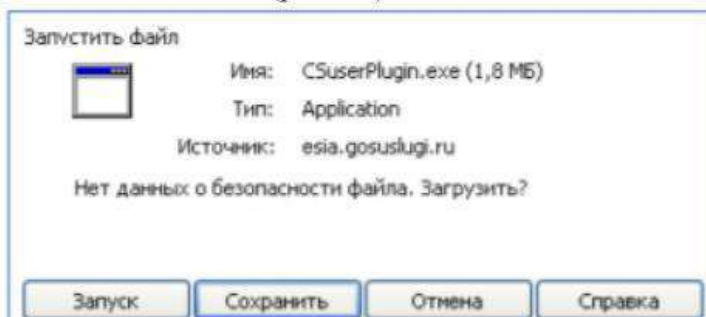 Запустить файл
Имя: CSuserPlugin.exe (1,8 МБ)
Тип: Application
Источник: esia.gosuslugi.ru
Нет данных о безопасности файла. Загрузить?
Запуск Сохранить Отмена Справка